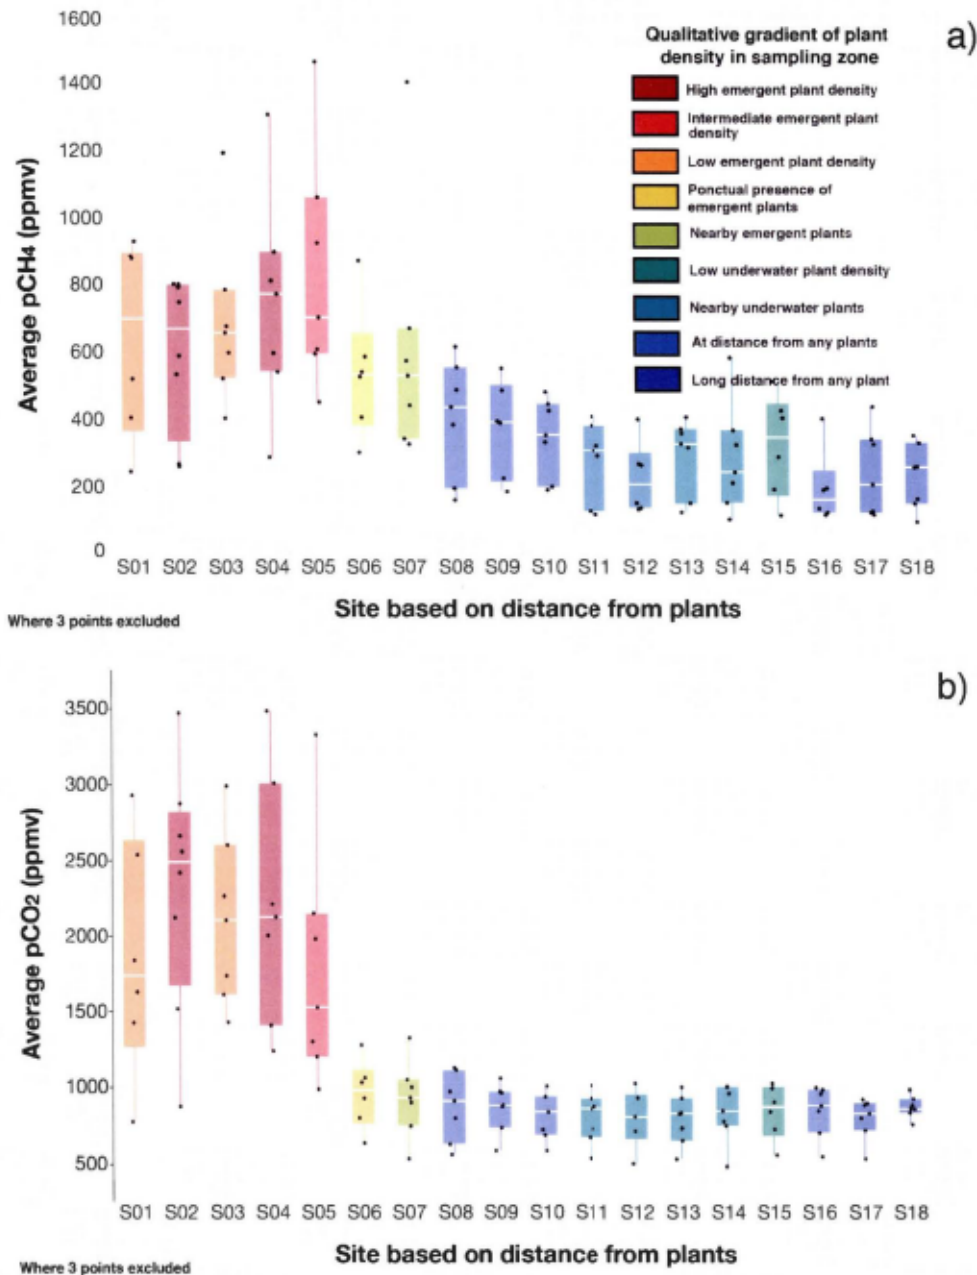 a)
Qualitative gradient of plant
density in sampling zone
High emergent plant density
Intermediate emergent plant
density
Low emergent plant density
Ponctual presence of
emergent plants
Nearby emergent plants
Low underwater plant density
Nearby underwater plants
At distance from any plants
Long distance from any plant
Average pCH4 (ppmv)
1600
1400
1200
1000
800
600
400
200
0
S01 S02 S03 S04 S05 S06 S07 S08 S09 S10 S11 S12 S13 S14 S15 S16 S17 S18
Site based on distance from plants
Where 3 points excluded
b)
Average pCO2 (ppmv)
3500
3000
2500
2000
1500
1000
500
S01 S02 S03 S04 S05 S06 S07 S08 S09 S10 S11 S12 S13 S14 S15 S16 S17 S18
Site based on distance from plants
Where 3 points excluded